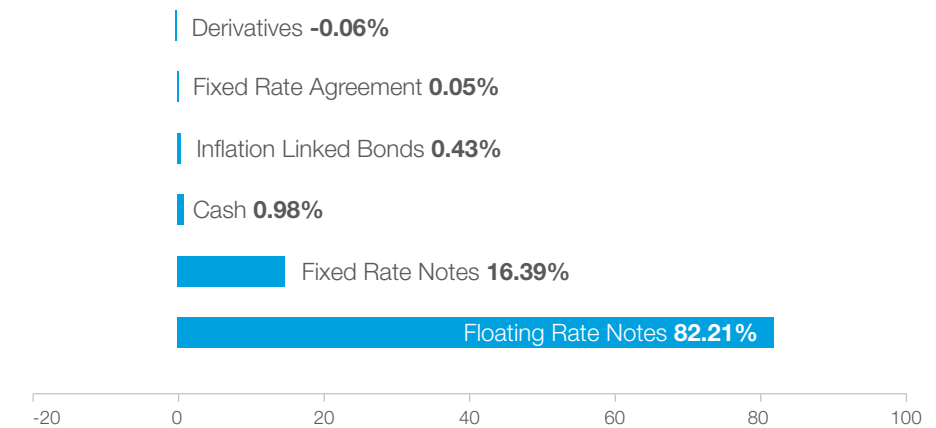 Derivatives -0.06%
Fixed Rate Agreement 0.05%
Inflation Linked Bonds 0.43%
Cash 0.98%
Fixed Rate Notes 16.39%
Floating Rate Notes 82.21%
-20 0 20 40 60 80 100